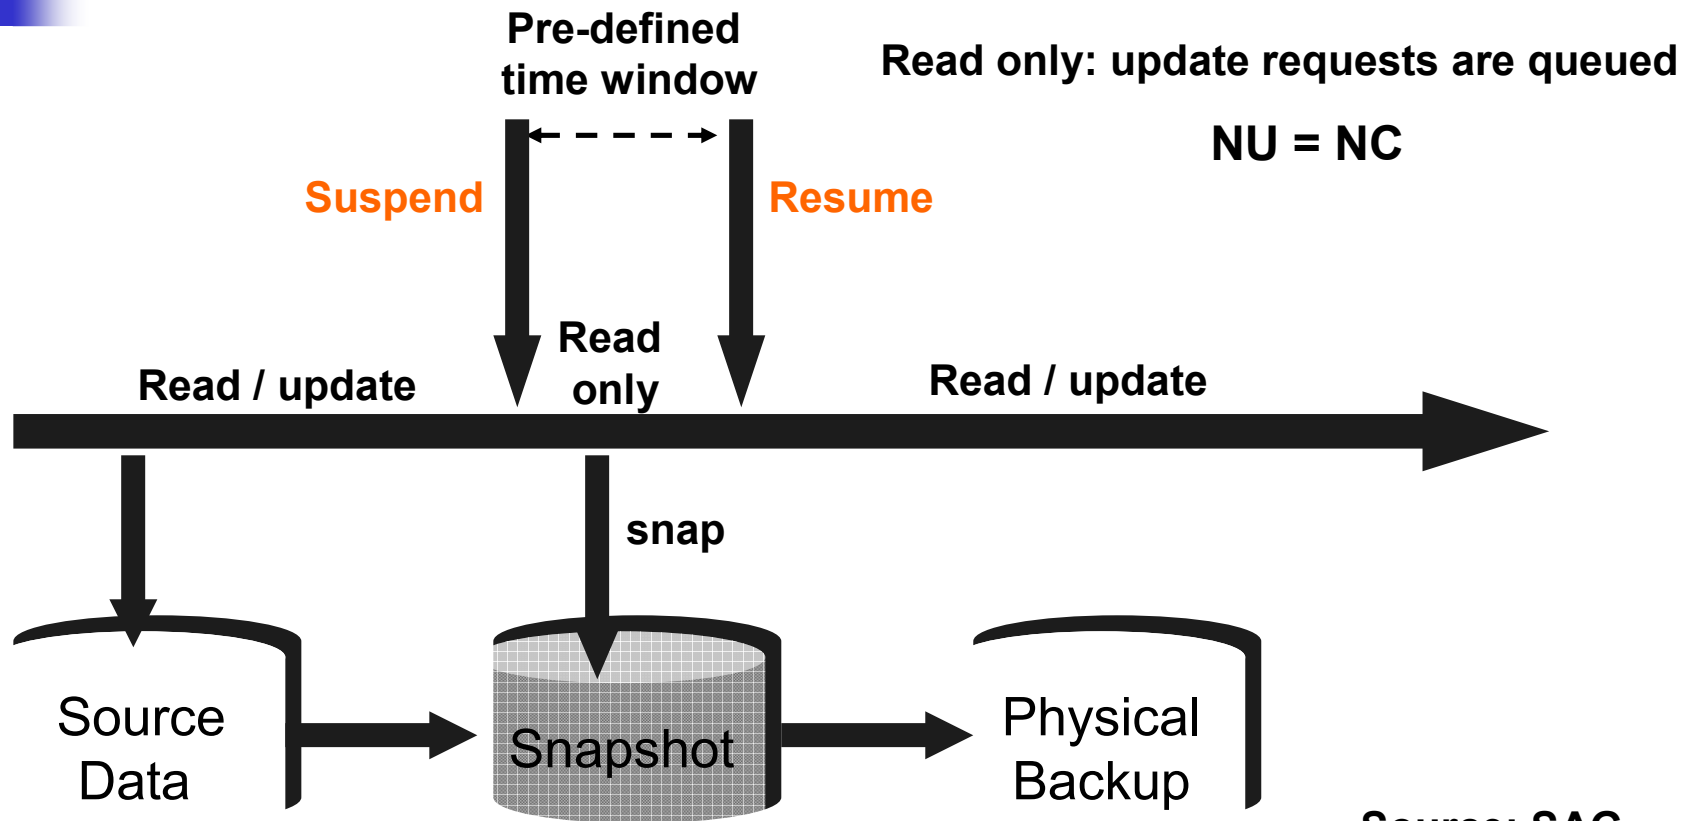 Pre-defined
time window
Read only: update requests are queued
NU = NC
Suspend
Resume
Read
only
Read / update
Read / update
snap
Source
Data
Snapshot
Physical
Backup